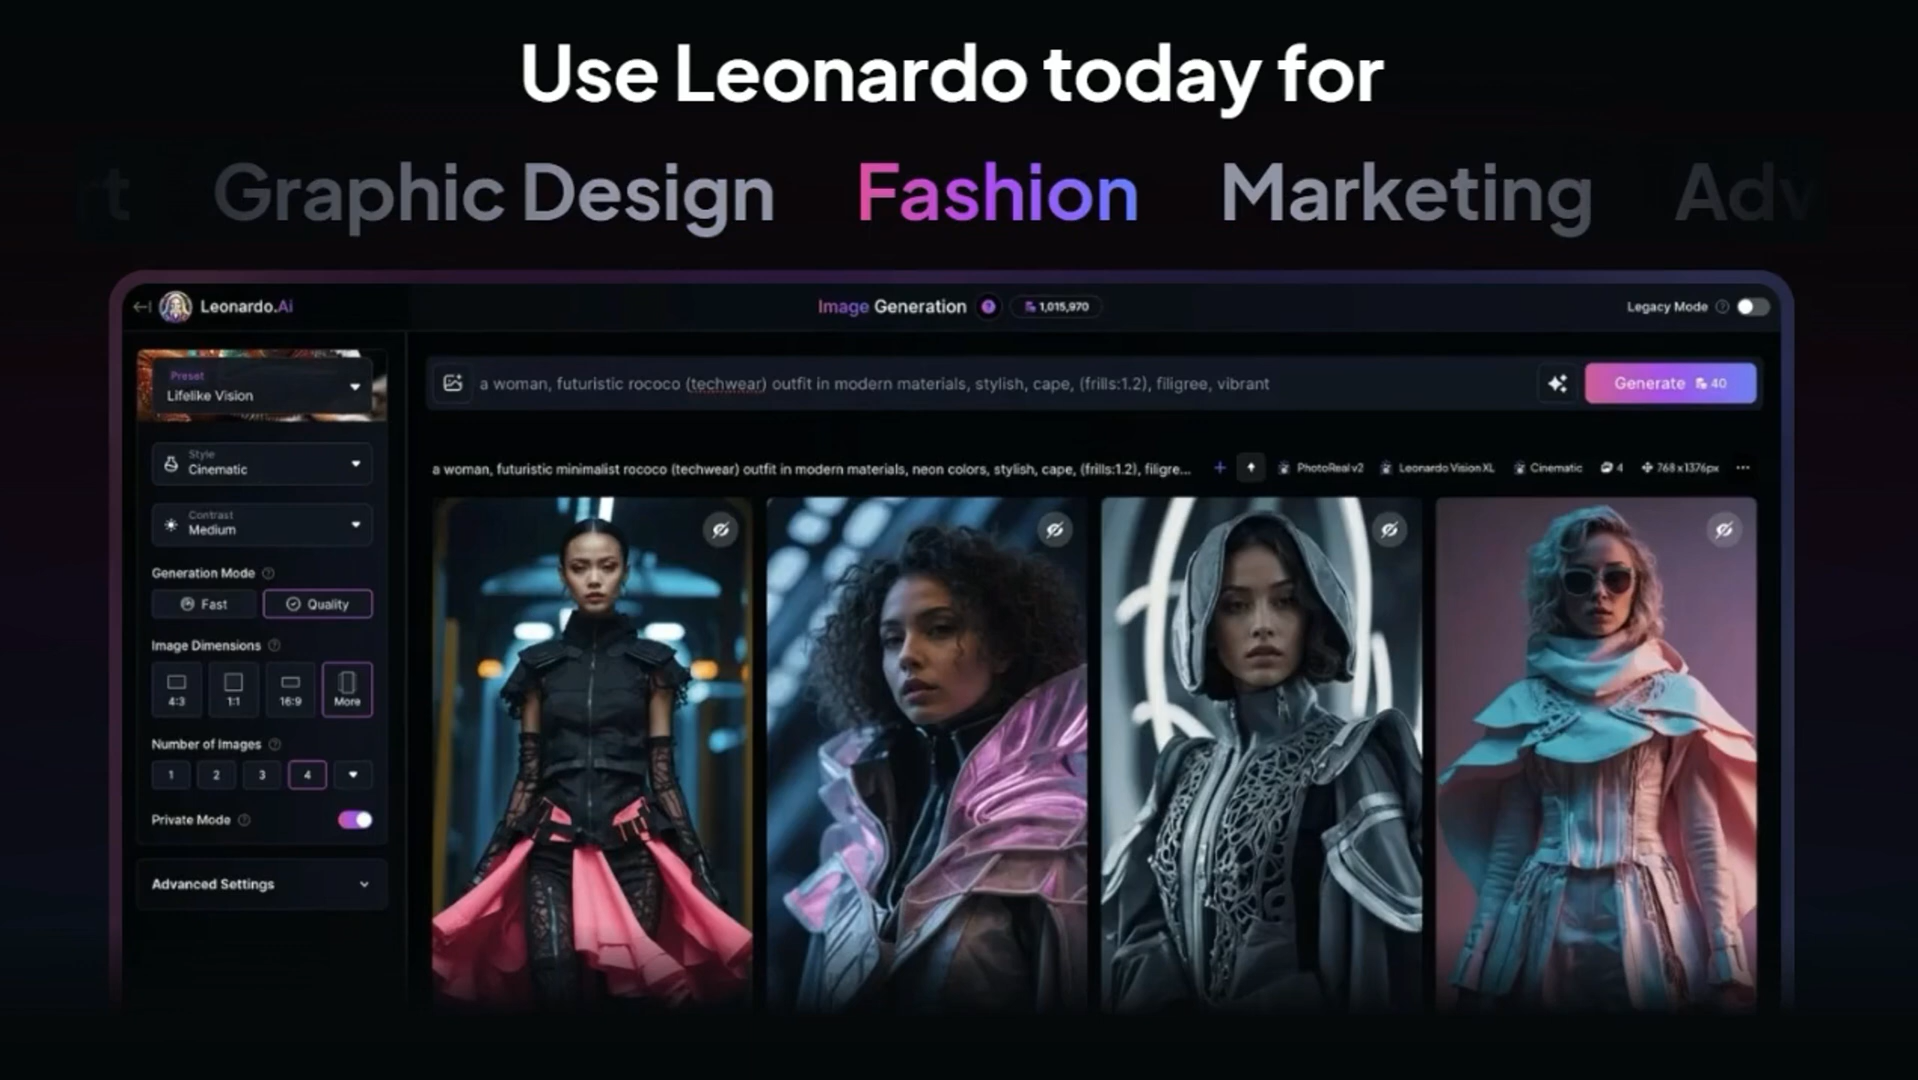 Use Leonardo today for
rt Graphic Design Fashion Marketing Adv
Leonardo.Ai
Image Generation ? 1,015,970
Legacy Mode ?
Preset
Lifelike Vision
a woman, futuristic rococo (techwear) outfit in modern materials, stylish, cape, (frills:1.2), filigree, vibrant
Generate 40
Style
Cinematic
a woman, futuristic minimalist rococo (techwear) outfit in modern materials, neon colors, stylish, cape, (frills:1.2), filigre...
PhotoReal v2 Leonardo Vision XL Cinematic 4 768 x 1376px ...
Contrast
Medium
Generation Mode ?
Fast Quality
Image Dimensions ?
4:3 1:1 16:9 More
Number of Images ?
1 2 3 4
Private Mode ?
Advanced Settings